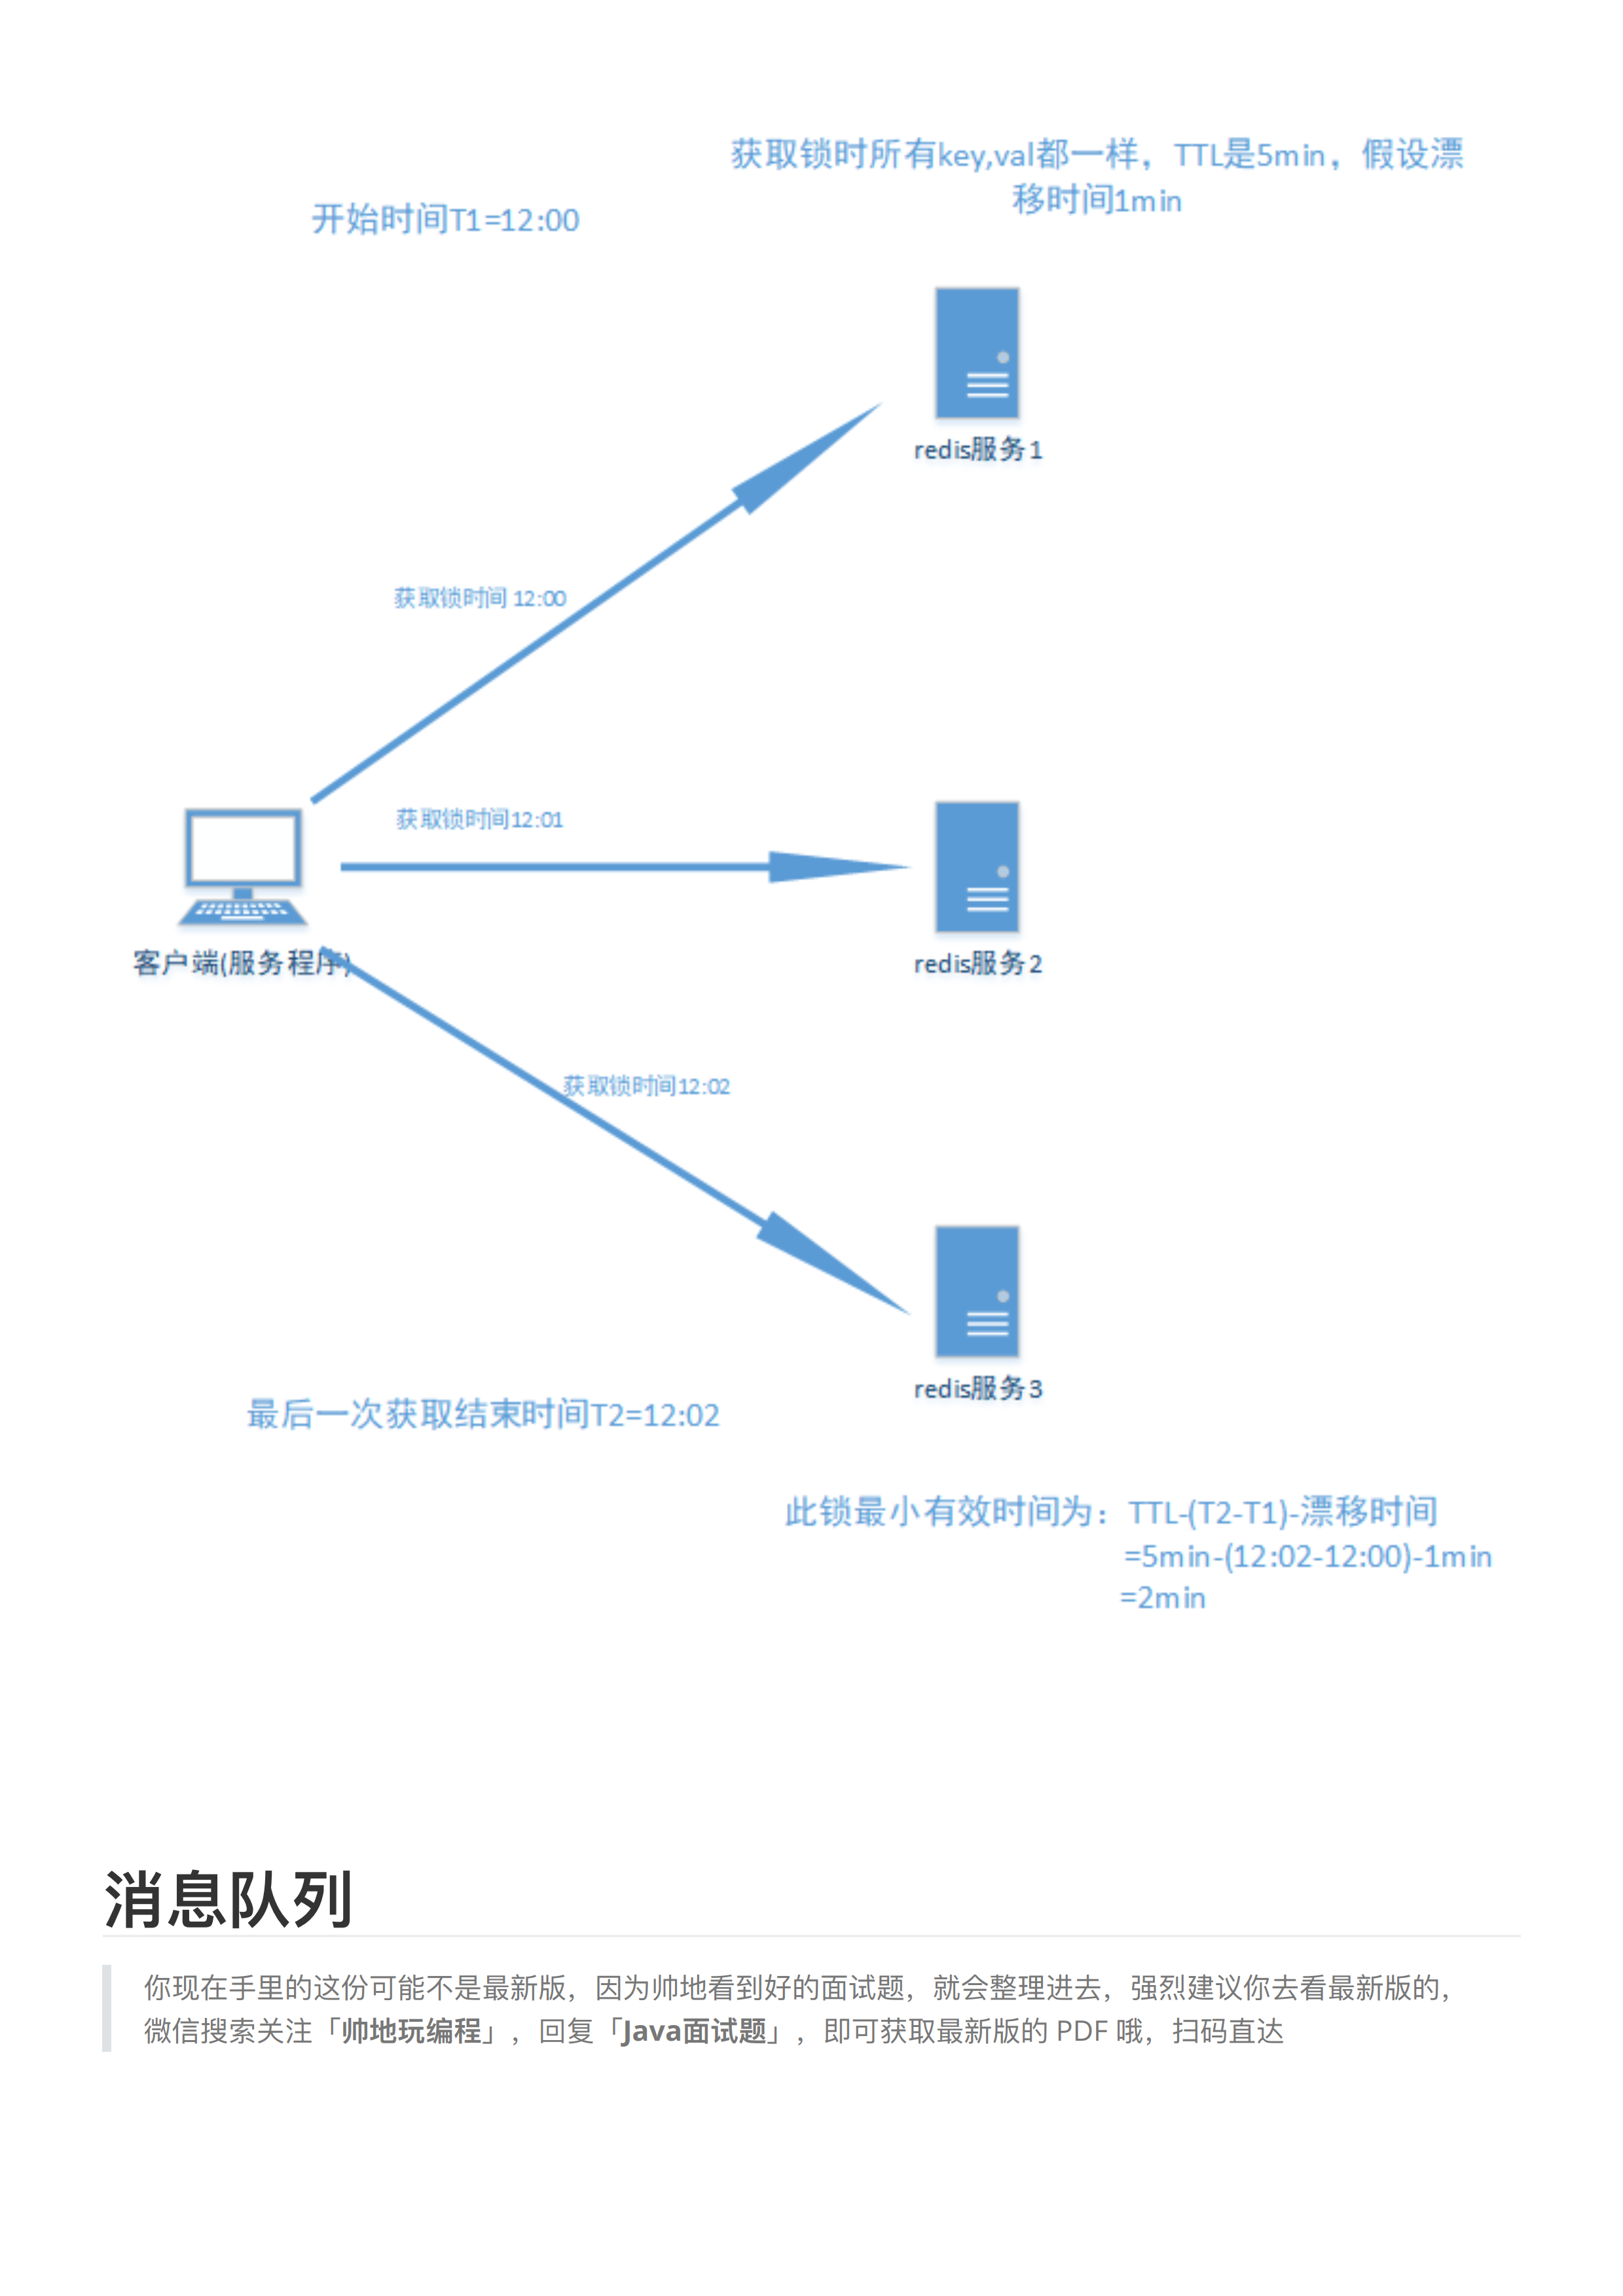 获取锁时所有key,val都一样，TTL是5min，假设漂
移时间1min
开始时间T1=12:00
redis服务1
获取锁时间 12:00
获取锁时间12:01
客户端(服务程序)
redis服务2
获取锁时间12:02
redis服务3
最后一次获取结束时间T2=12:02
此锁最小有效时间为：TTL-(T2-T1)-漂移时间
=5min-(12:02-12:00)-1min
=2min
消息队列
你现在手里的这份可能不是最新版，因为帅地看到好的面试题，就会整理进去，强烈建议你去看最新版的，
微信搜索关注「帅地玩编程」，回复「Java面试题」，即可获取最新版的 PDF 哦，扫码直达